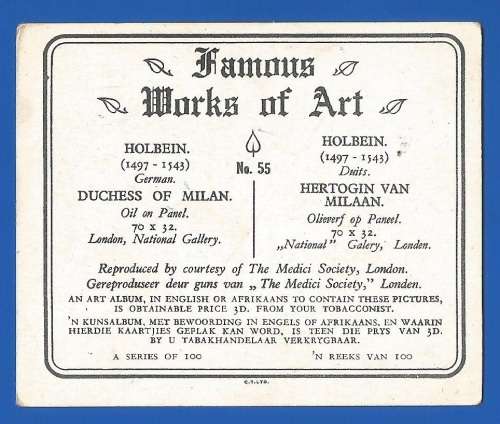 Famous
Works of Art
HOLBEIN.
(1497 - 1543)
German.
DUCHESS OF MILAN.
Oil on Panel.
70 X 32.
London, National Gallery.
No. 55
HOLBEIN.
(1497 - 1543)
Duits.
HERTOGIN VAN
MILAAN.
Olieverf op Paneel.
70 X 32.
„National” Galery, Londen.
Reproduced by courtesy of The Medici Society, London.
Gereproduseer deur guns van „ The Medici Society,” Londen.
AN ART ALBUM, IN ENGLISH OR AFRIKAANS TO CONTAIN THESE PICTURES,
IS OBTAINABLE PRICE 3D. FROM YOUR TOBACCONIST.
'N KUNSALBUM, MET BEWOORDING IN ENGELS OF AFRIKAANS, EN WAARIN
HIERDIE KAARTJIES GEPLAK KAN WORD, IS TEEN DIE PRYS VAN 3D.
BY U TABAKHANDELAAR VERKRYGBAAR.
A SERIES OF 100
'N REEKS VAN 100
C.T.LTD.